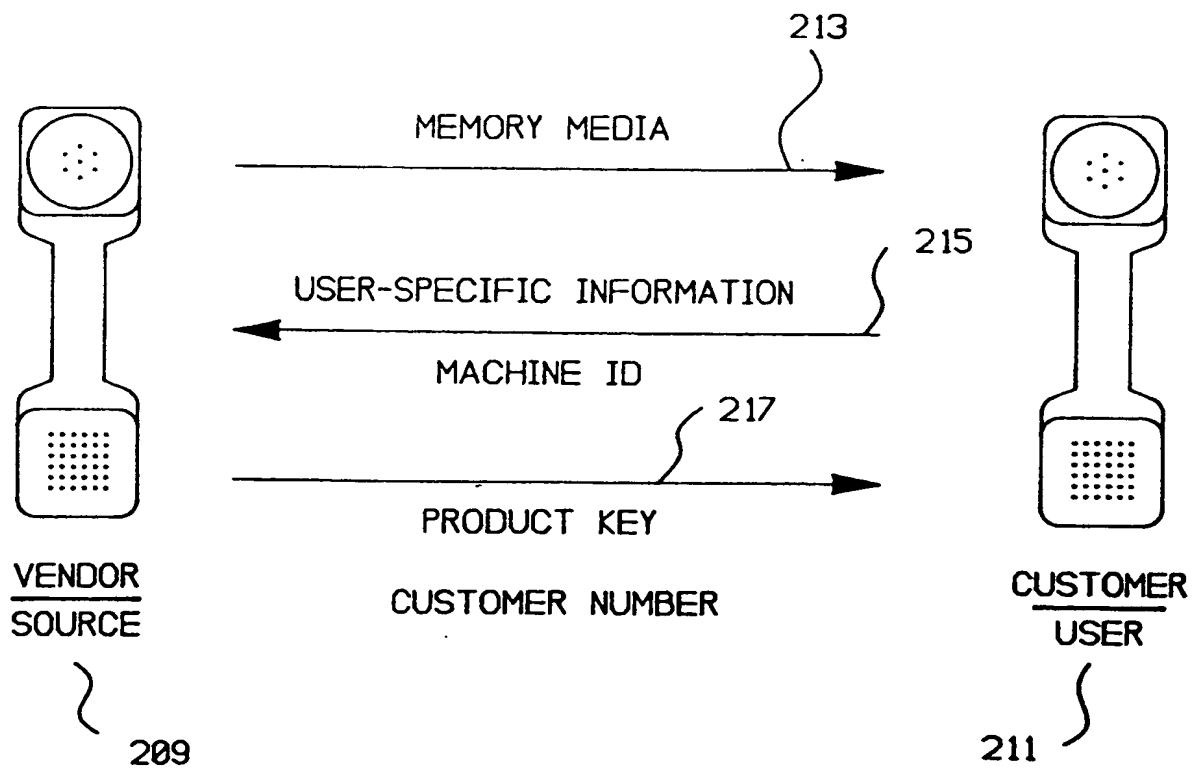 213
MEMORY MEDIA
215
USER-SPECIFIC INFORMATION
MACHINE ID
217
PRODUCT KEY
VENDOR
SOURCE
CUSTOMER NUMBER
CUSTOMER
USER
209
211